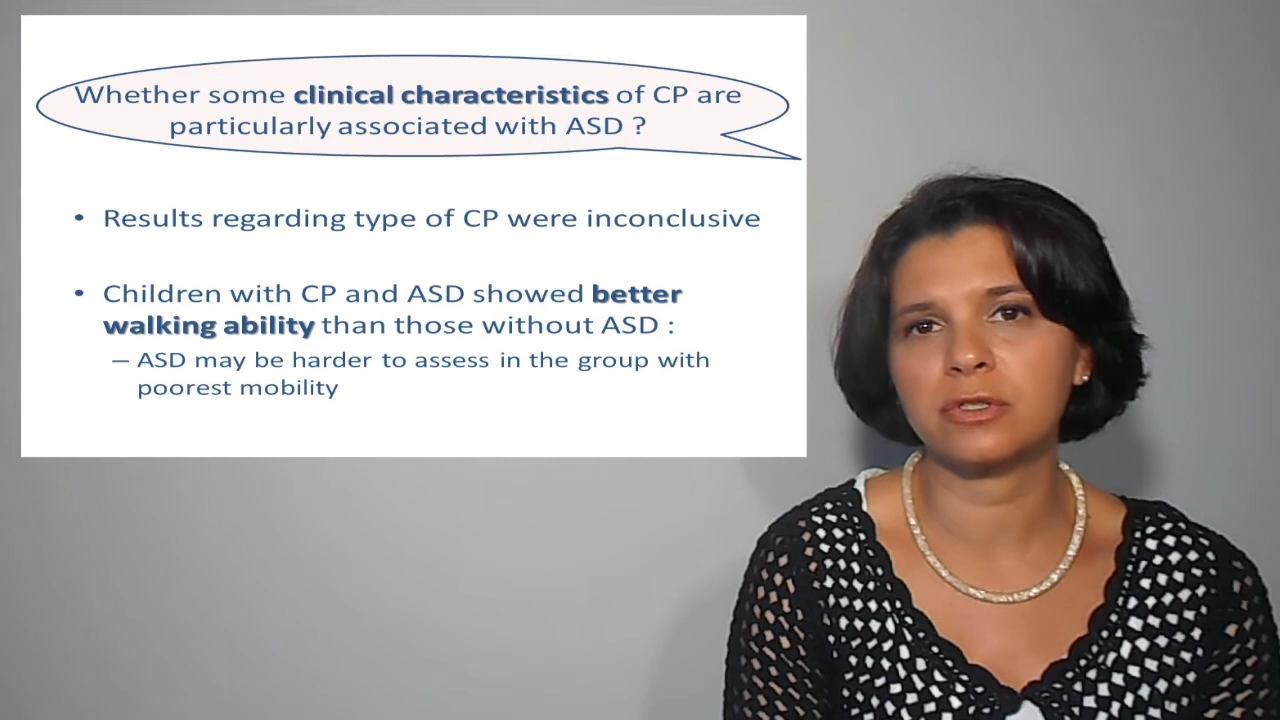 Whether some clinical characteristics of CP are
particularly associated with ASD ?
• Results regarding type of CP were inconclusive
• Children with CP and ASD showed better
walking ability than those without ASD :
– ASD may be harder to assess in the group with
poorest mobility